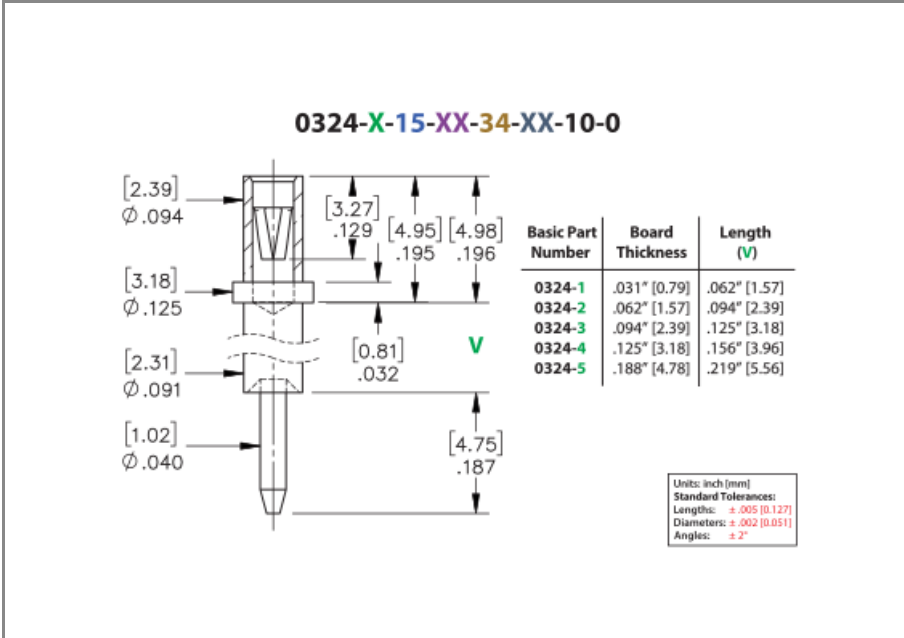 0324-X-15-XX-34-XX-10-0
[2.39]
Ø.094
[3.18]
Ø.125
[2.31]
Ø.091
[1.02]
Ø.040
[3.27]
.129
[4.95]
.195
[4.98]
.196
[0.81]
.032
V
[4.75]
.187
Basic Part Number Board Thickness Length (V)
0324-1 .031" [0.79] .062" [1.57]
0324-2 .062" [1.57] .094" [2.39]
0324-3 .094" [2.39] .125" [3.18]
0324-4 .125" [3.18] .156" [3.96]
0324-5 .188" [4.78] .219" [5.56]
Units: inch [mm]
Standard Tolerances:
Lengths: ± .005 [0.127]
Diameters: ± .002 [0.051]
Angles: ± 2°